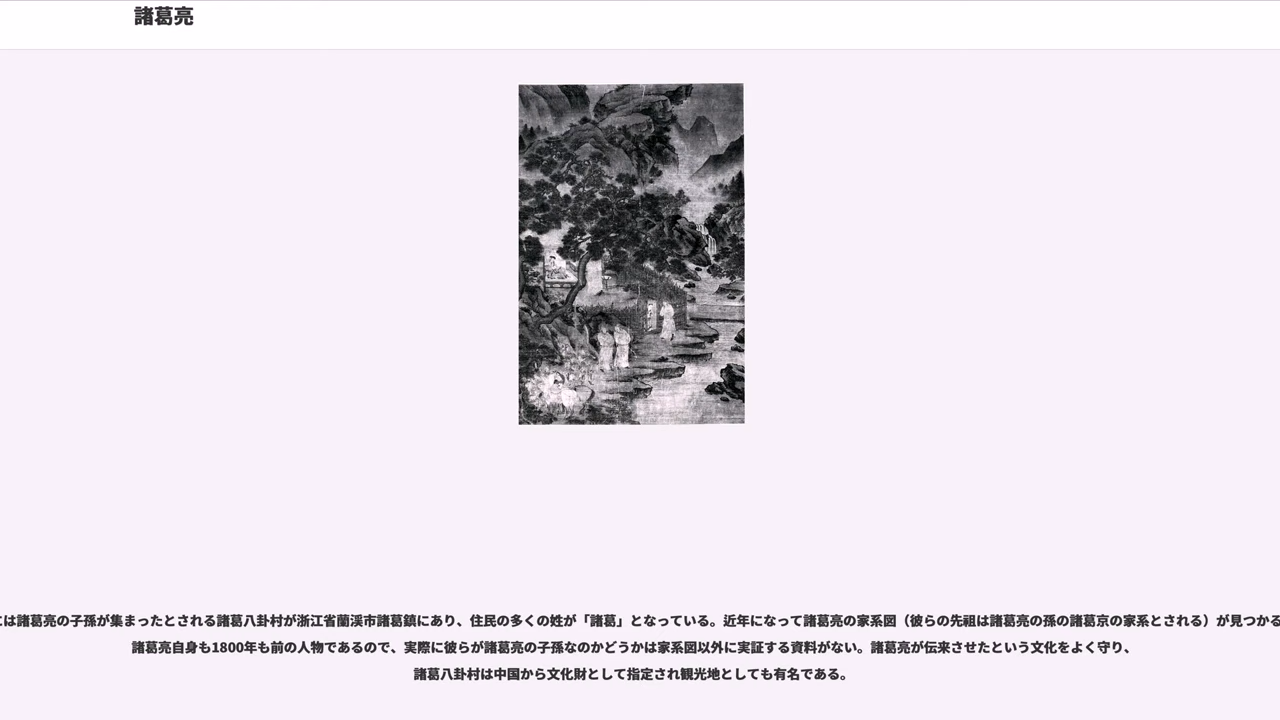 諸葛亮
は諸葛亮の子孫が集まったとされる諸葛八卦村が浙江省蘭渓市諸葛鎮にあり、住民の多くの姓が「諸葛」となっている。近年になって諸葛亮の家系図（彼らの先祖は諸葛亮の孫の諸葛京の家系とされる）が見つかる
諸葛亮自身も1800年も前の人物であるので、実際に彼らが諸葛亮の子孫なのかどうかは家系図以外に実証する資料がない。諸葛亮が伝来させたという文化をよく守り、
諸葛八卦村は中国から文化財として指定され観光地としても有名である。